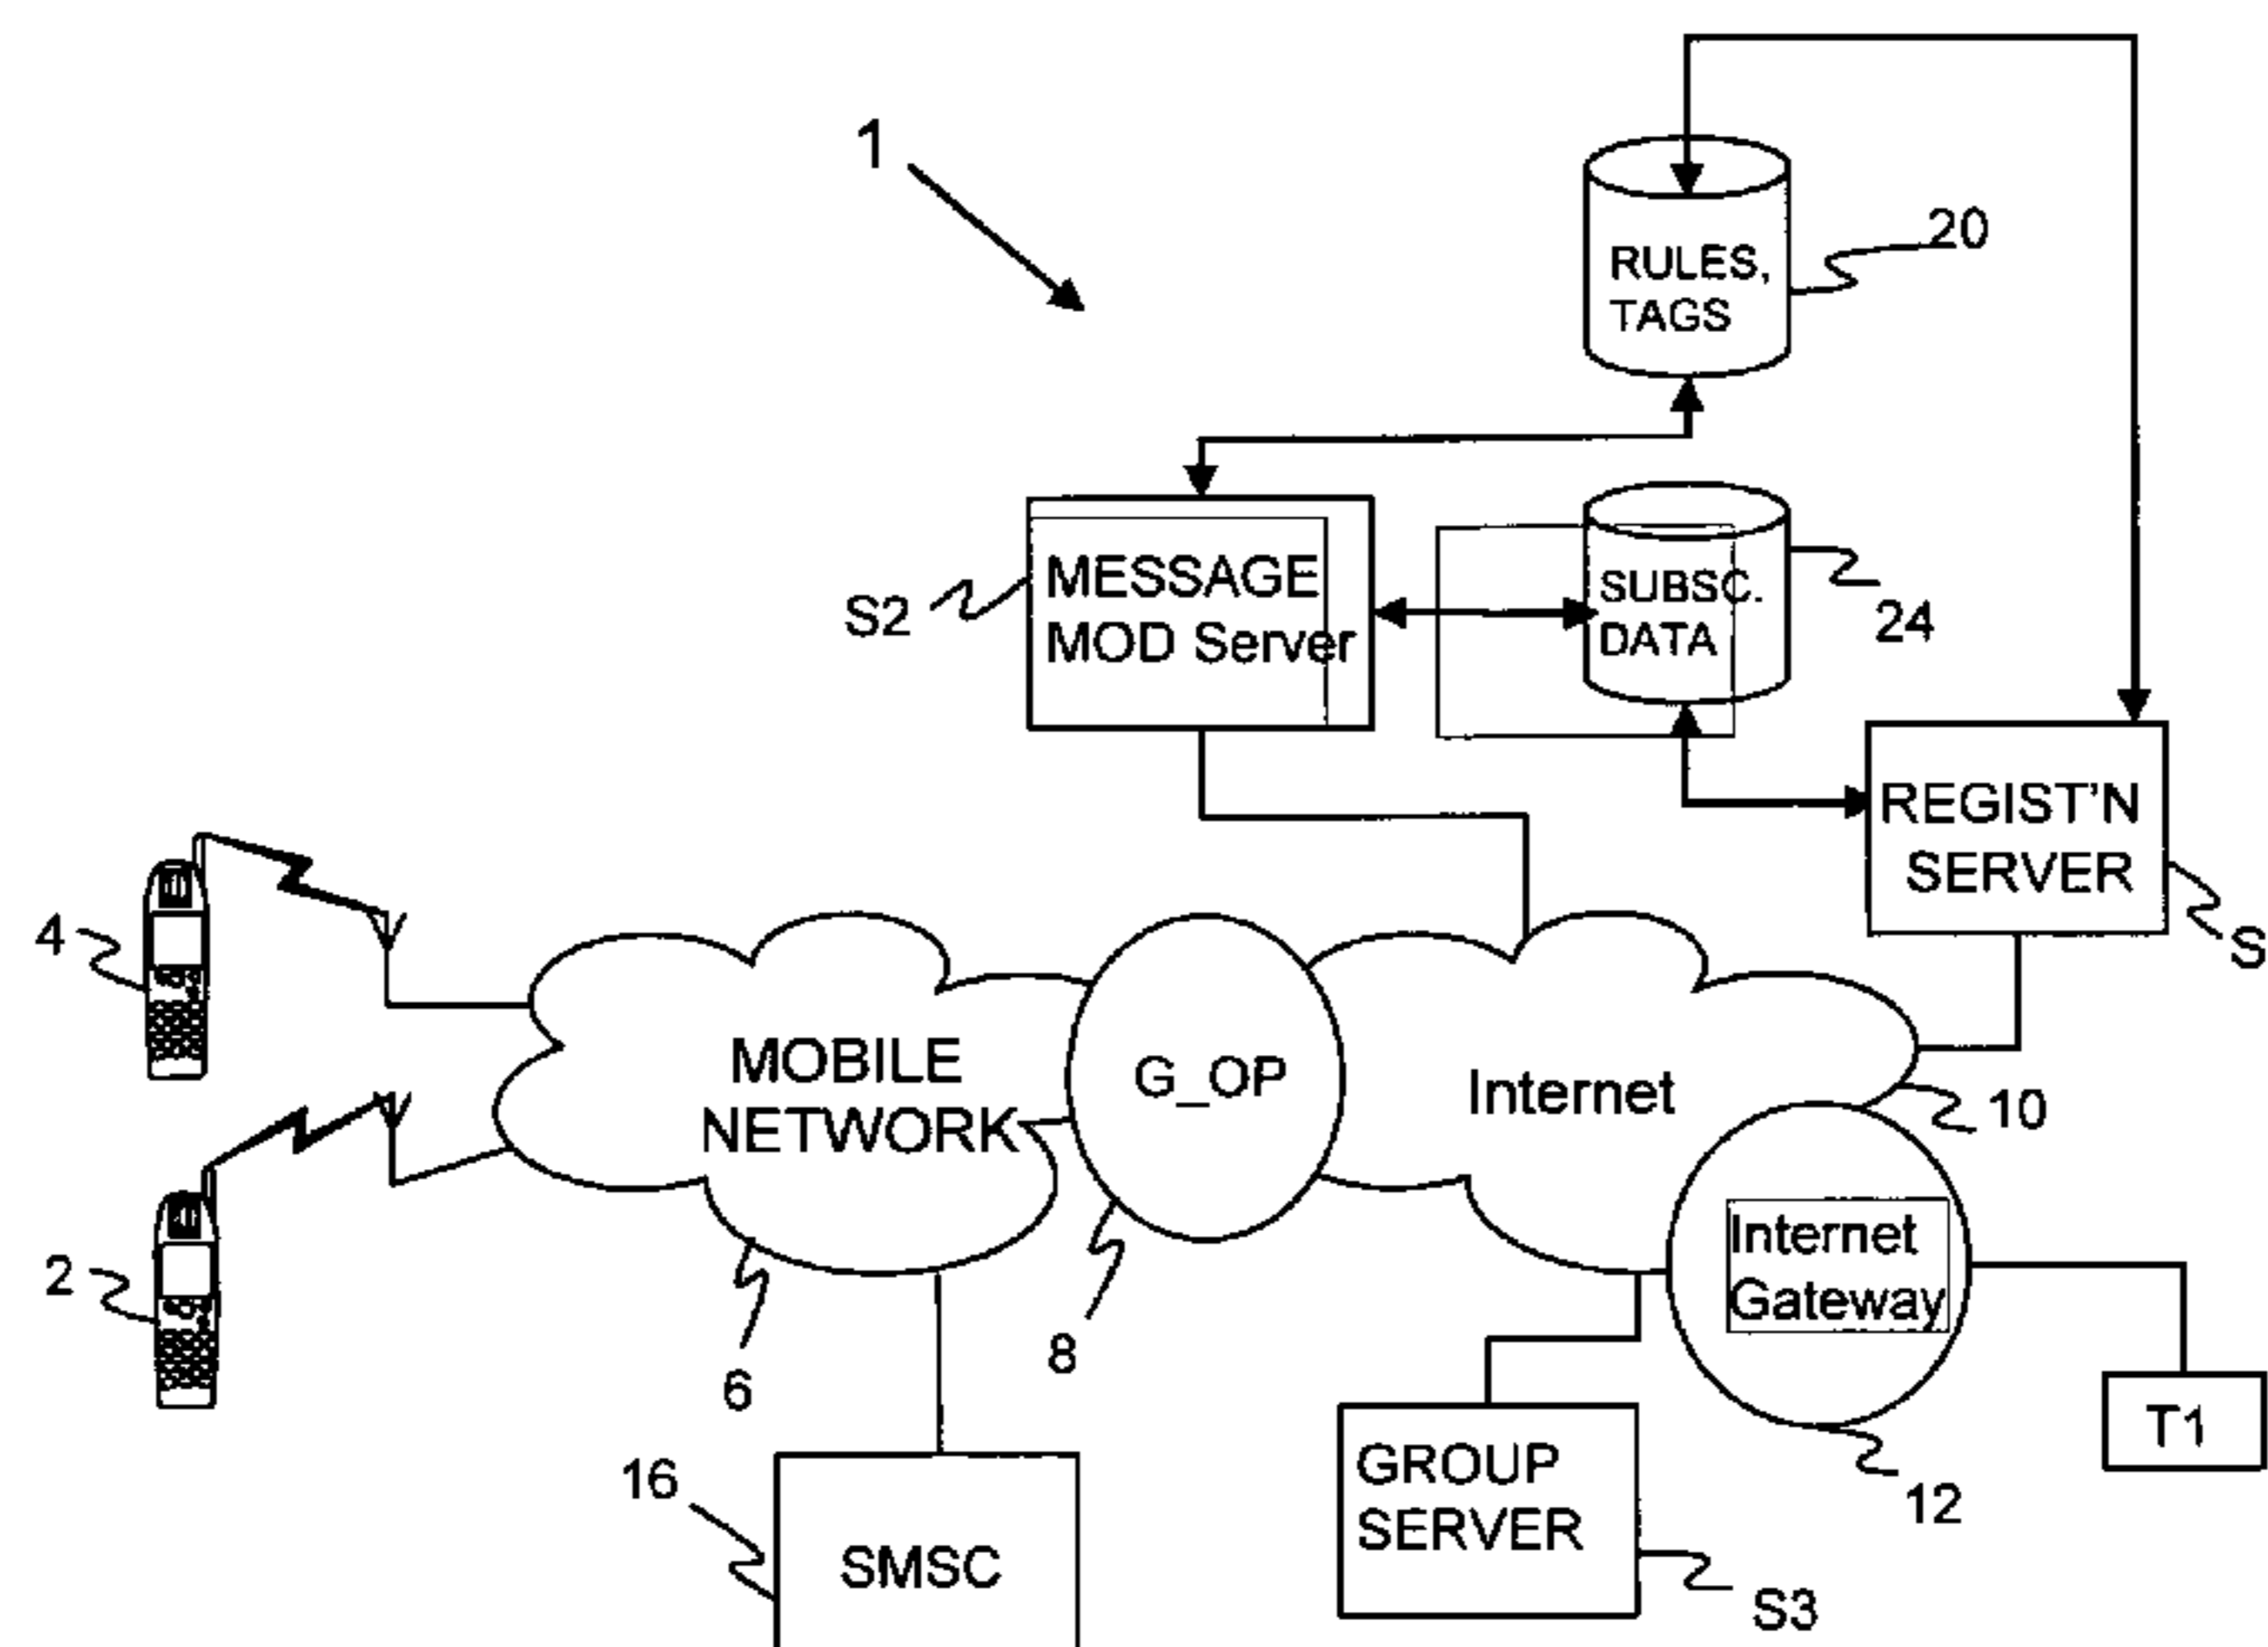 1
RULES,
TAGS
20
MESSAGE
MOD Server
S2
SUBSC.
DATA
24
REGIST'N
SERVER
S
4
MOBILE
NETWORK
G_OP
Internet
10
2
Internet
Gateway
6
8
T1
16
SMSC
GROUP
SERVER
12
S3